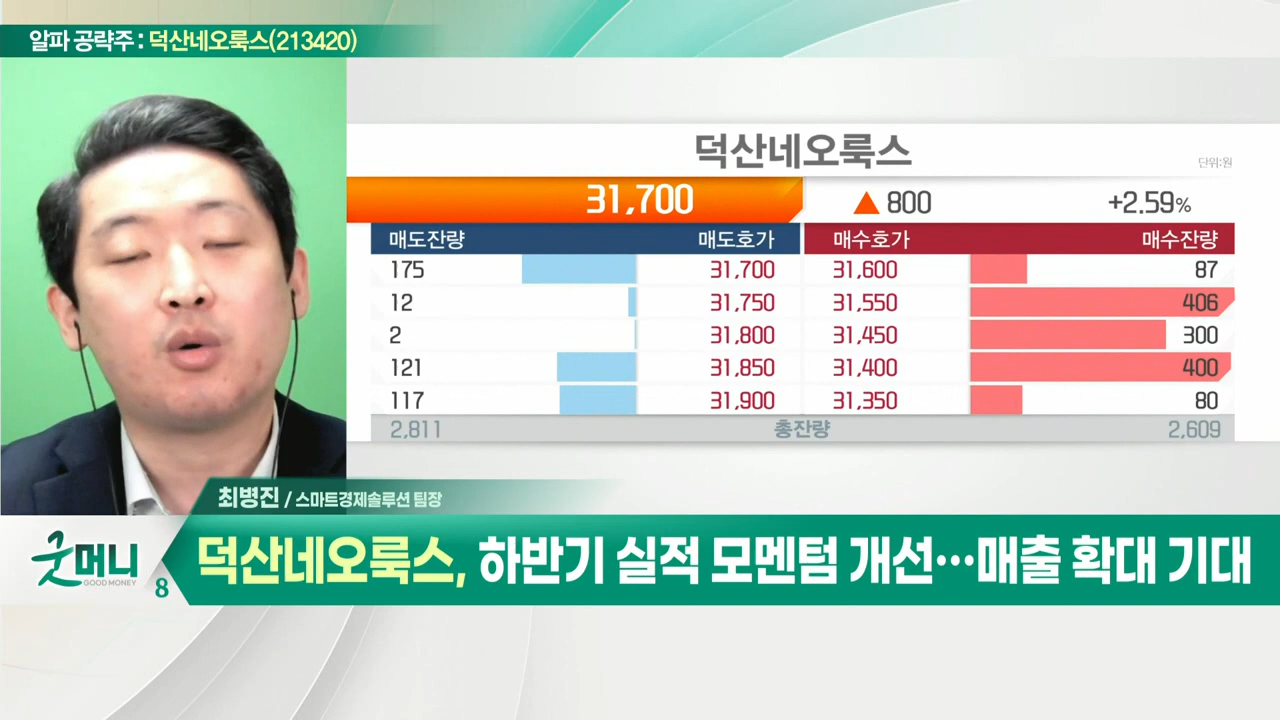 알파 공략주 : 덕산네오룩스(213420)
덕산네오룩스
단위:원
31,700 ▲ 800 +2.59%
매도잔량 매도호가 매수호가 매수잔량
175 31,700 31,600 87
12 31,750 31,550 406
2 31,800 31,450 300
121 31,850 31,400 400
117 31,900 31,350 80
2,811 총잔량 2,609
최병진 / 스마트경제솔루션 팀장
굿머니
GOOD MONEY
8
덕산네오룩스, 하반기 실적 모멘텀 개선…매출 확대 기대